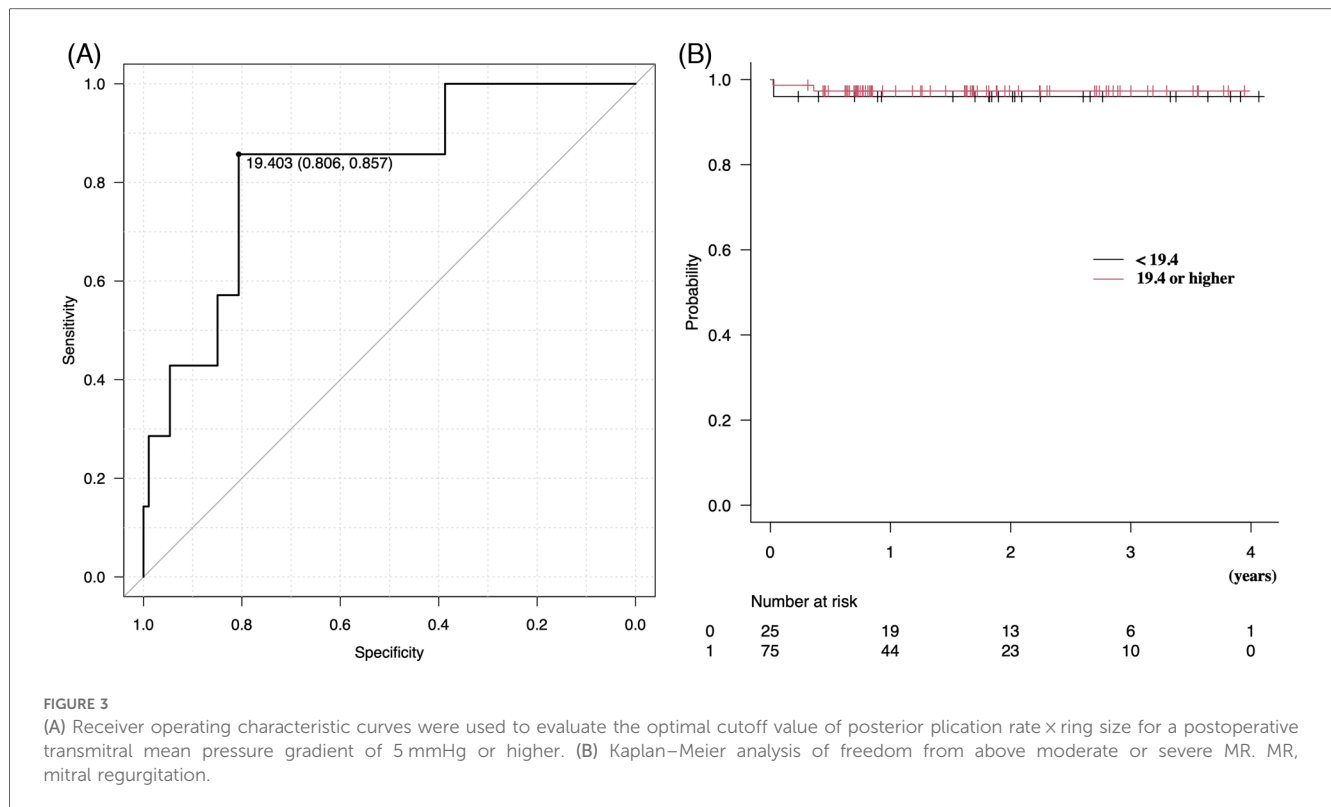 (A)
1.0
0.8
0.6
0.4
0.2
0.0
Sensitivity
19.403 (0.806, 0.857)
1.0 0.8 0.6 0.4 0.2 0.0
Specificity
(B)
1.0
0.8
0.6
0.4
0.2
0.0
Probability
< 19.4
19.4 or higher
0 1 2 3 4
(years)
Number at risk
0 25 19 13 6 1
1 75 44 23 10 0
FIGURE 3
(A) Receiver operating characteristic curves were used to evaluate the optimal cutoff value of posterior plication rate × ring size for a postoperative
transmitral mean pressure gradient of 5 mmHg or higher. (B) Kaplan–Meier analysis of freedom from above moderate or severe MR. MR,
mitral regurgitation.